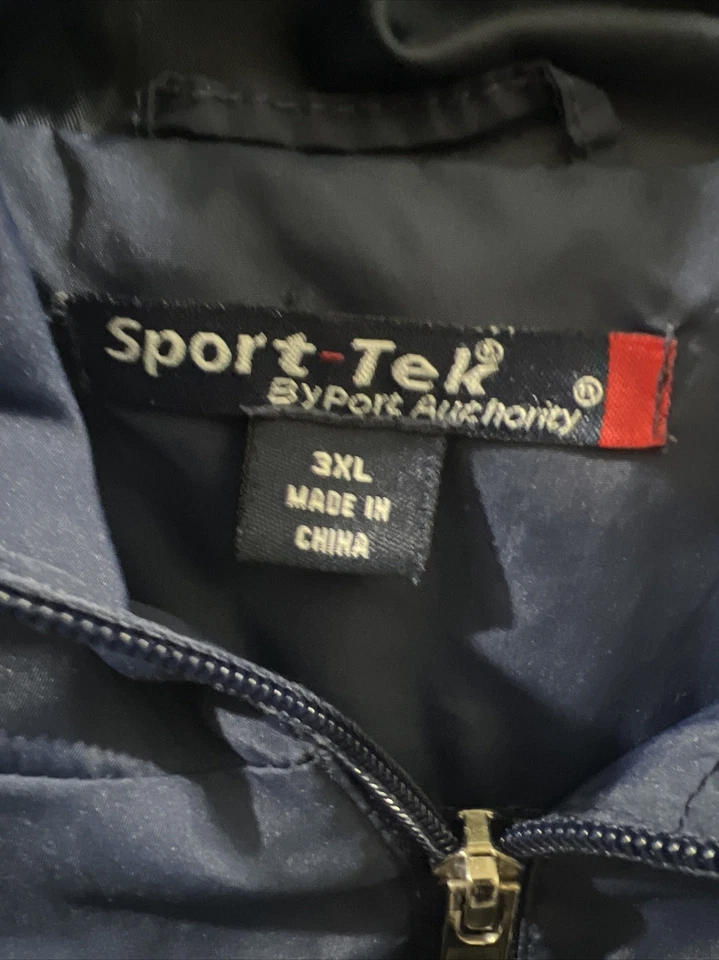 Sport-Tek®
By Port Authority®
3XL
MADE IN
CHINA